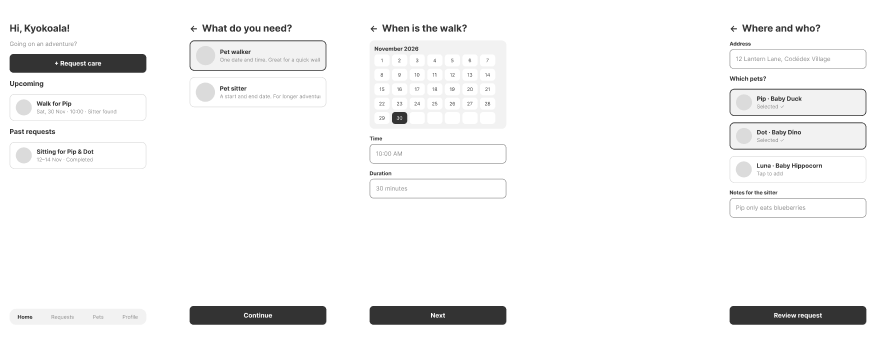 Hi, Kyokoala!
Going on an adventure?
+ Request care
Upcoming
Walk for Pip
Sat, 30 Nov · 10:00 · Sitter found
Past requests
Sitting for Pip & Dot
12–14 Nov · Completed
Home Requests Pets Profile
← What do you need?
Pet walker
One date and time. Great for a quick wall
Pet sitter
A start and end date. For longer adventu
Continue
← When is the walk?
November 2026
1 2 3 4 5 6 7
8 9 10 11 12 13 14
15 16 17 18 19 20 21
22 23 24 25 26 27 28
29 30
Time
10:00 AM
Duration
30 minutes
Next
← Where and who?
Address
12 Lantern Lane, Codédex Village
Which pets?
Pip · Baby Duck
Selected ✓
Dot · Baby Dino
Selected ✓
Luna · Baby Hippocorn
Tap to add
Notes for the sitter
Pip only eats blueberries
Review request